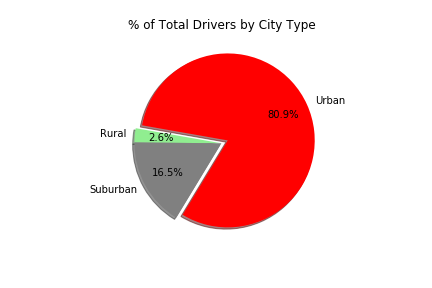 % of Total Drivers by City Type
Urban
80.9%
Rural
2.6%
16.5%
Suburban